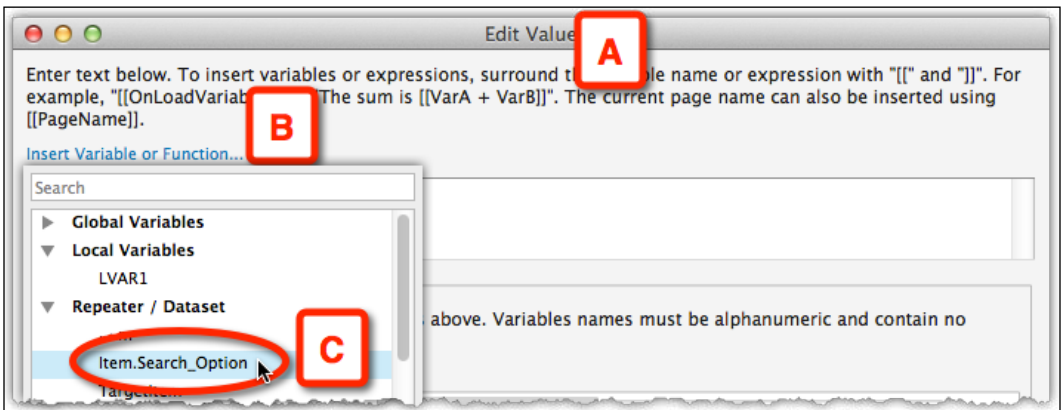 Edit Value
A
Enter text below. To insert variables or expressions, surround name or expression with "[[" and "]]". For
example, "[[OnLoadVariab The sum is [[VarA + VarB]]". The current page name can also be inserted using
[[PageName]].
B
Insert Variable or Function...
Search
Global Variables
Local Variables
LVAR1
Repeater / Dataset
above. Variables names must be alphanumeric and contain no
C
Item.Search_Option
TargetItem